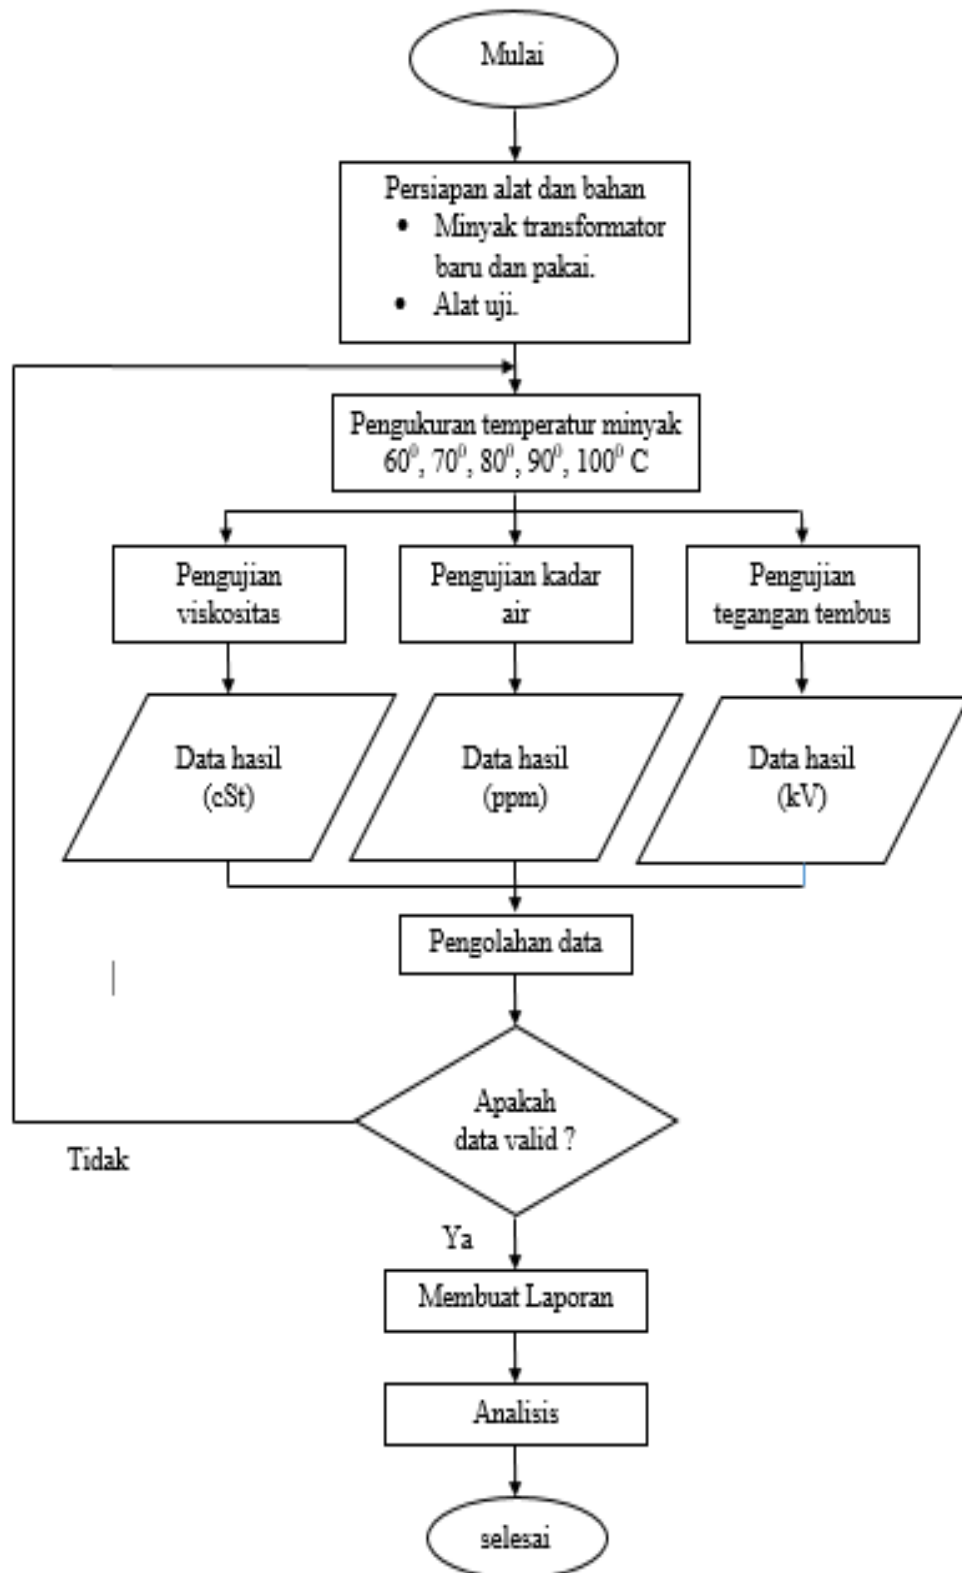 Mulai
Persiapan alat dan bahan
• Minyak transformator
baru dan pakai.
• Alat uji.
Pengukuran temperatur minyak
60⁰, 70⁰, 80⁰, 90⁰, 100⁰ C
Pengujian
viskositas
Pengujian kadar
air
Pengujian
tegangan tembus
Data hasil
(cSt)
Data hasil
(ppm)
Data hasil
(kV)
Pengolahan data
Apakah
data valid ?
Tidak
Ya
Membuat Laporan
Analisis
selesai